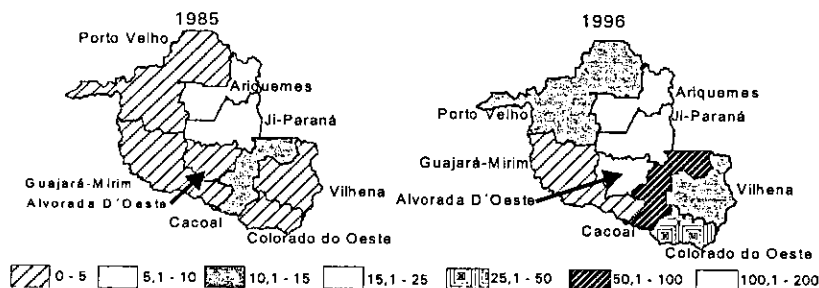 1985
Porto Velho
Ariquemes
Ji-Paraná
Guajará-Mirim
Alvorada D'Oeste
Vilhena
Cacoal
Colorado do Oeste
1996
Ariquemes
Porto Velho
Ji-Paraná
Guajará-Mirim
Alvorada D'Oeste
Vilhena
Cacoal
Colorado do Oeste
0 - 5 5,1 - 10 10,1 - 15 15,1 - 25 25,1 - 50 50,1 - 100 100,1 - 200